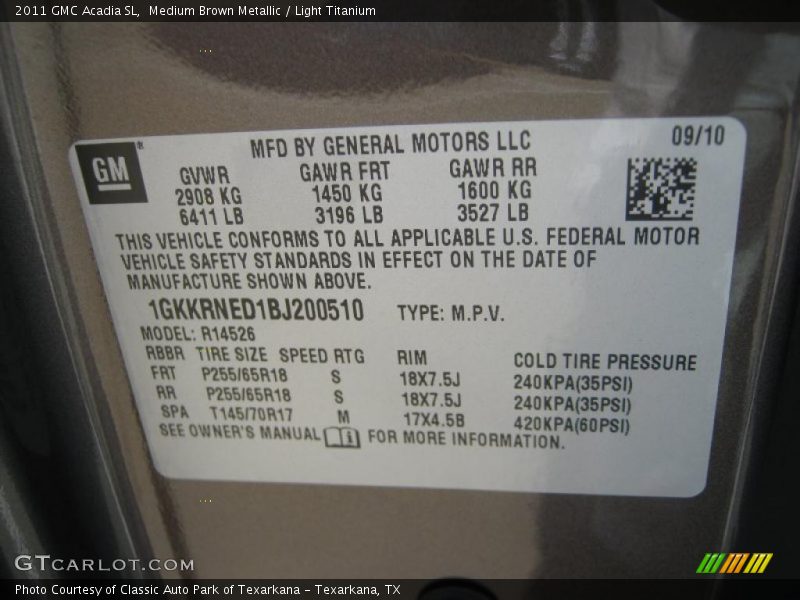 2011 GMC Acadia SL, Medium Brown Metallic / Light Titanium
GM
MFD BY GENERAL MOTORS LLC 09/10
GVWR GAWR FRT GAWR RR
2908 KG 1450 KG 1600 KG
6411 LB 3196 LB 3527 LB
THIS VEHICLE CONFORMS TO ALL APPLICABLE U.S. FEDERAL MOTOR
VEHICLE SAFETY STANDARDS IN EFFECT ON THE DATE OF
MANUFACTURE SHOWN ABOVE.
1GKKRNED1BJ200510 TYPE: M.P.V.
MODEL: R14526
RBBR TIRE SIZE SPEED RTG RIM COLD TIRE PRESSURE
FRT P255/65R18 S 18X7.5J 240KPA(35PSI)
RR P255/65R18 S 18X7.5J 240KPA(35PSI)
SPA T145/70R17 M 17X4.5B 420KPA(60PSI)
SEE OWNER'S MANUAL FOR MORE INFORMATION.
GTCARLOT.COM
Photo Courtesy of Classic Auto Park of Texarkana - Texarkana, TX